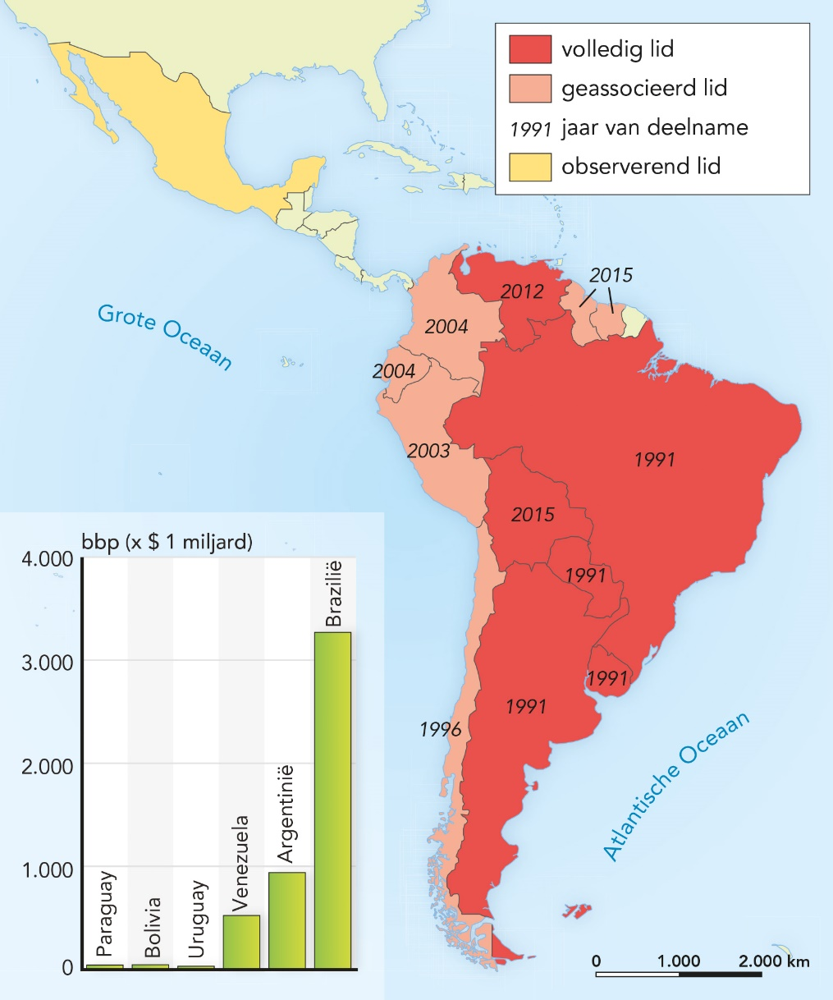 volledig lid
geassocieerd lid
1991 jaar van deelname
observerend lid
2015
2012
2004
2004
Grote Oceaan
2003
1991
2015
1991
1991
1991
1996
Atlantische Oceaan
0 1.000 2.000 km
bbp (x $ 1 miljard)
4.000
3.000
2.000
1.000
0
Paraguay
Bolivia
Uruguay
Venezuela
Argentinië
Brazilië